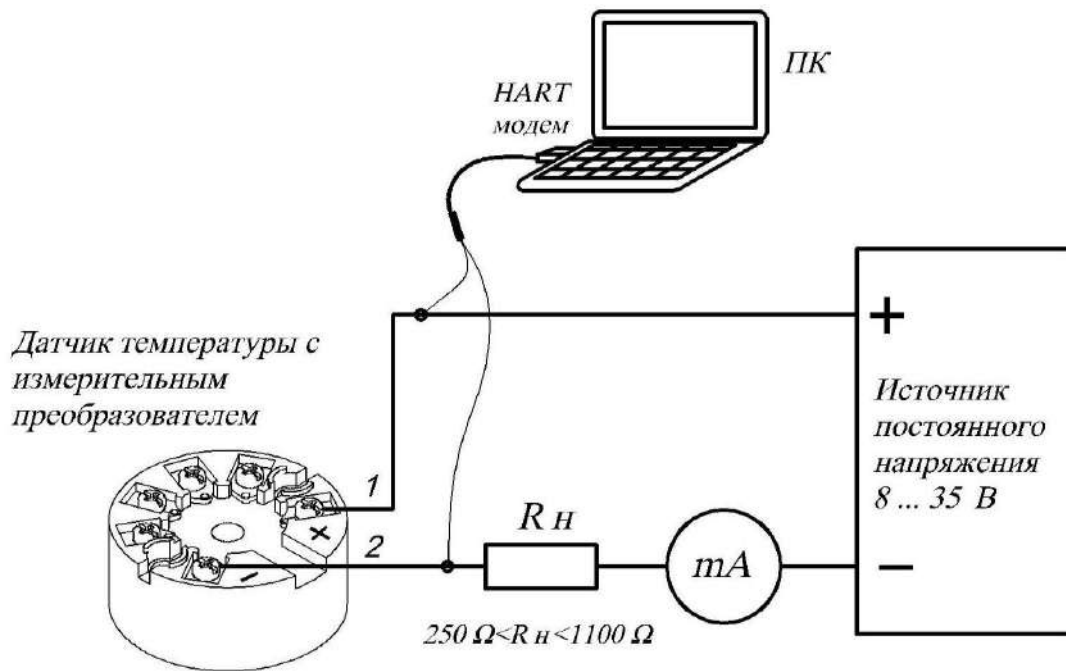 ПК
HART
модем
Датчик температуры с
измерительным
преобразователем
+
Источник
постоянного
напряжения
8 ... 35 В
1
+
2
–
R н
mA
–
250 Ω<R н<1100 Ω